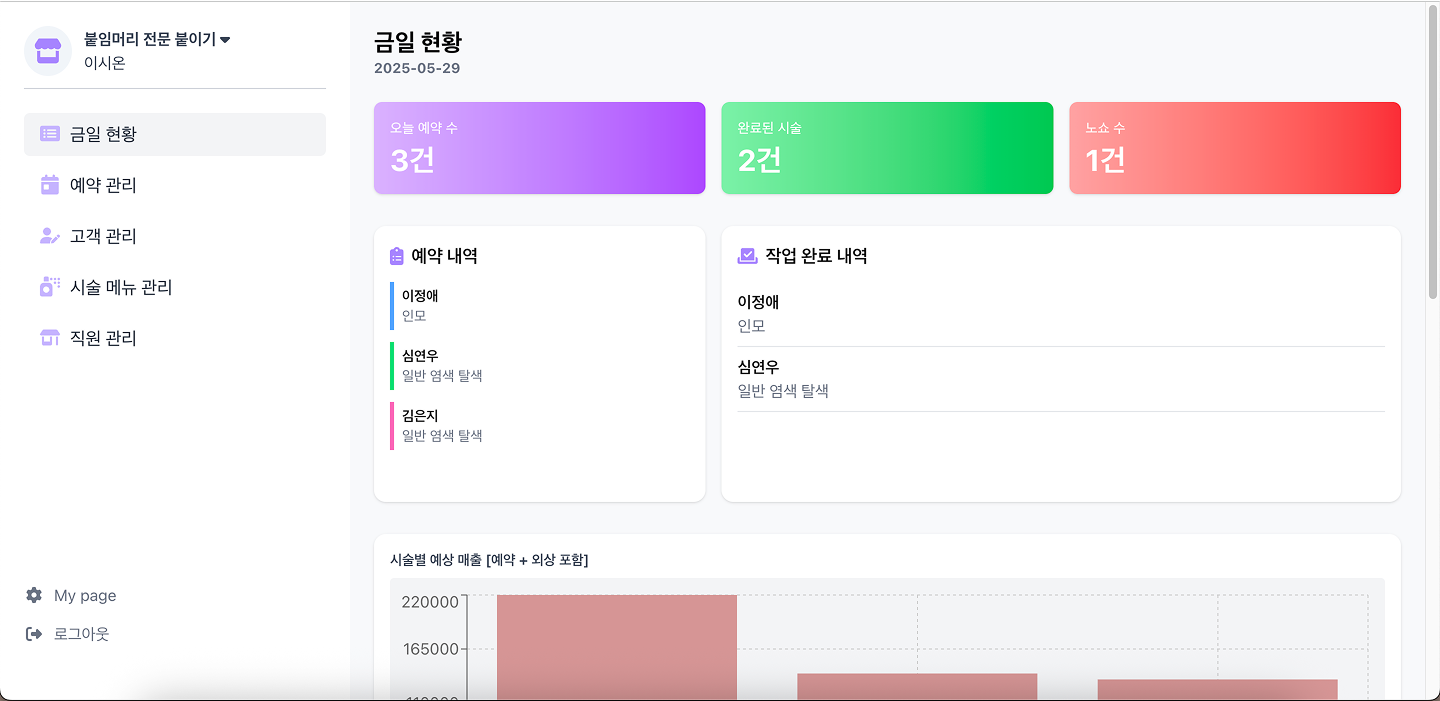 붙임머리 전문 붙이기
이시온
금일 현황
예약 관리
고객 관리
시술 메뉴 관리
직원 관리
My page
로그아웃
금일 현황
2025-05-29
오늘 예약 수
3건
완료된 시술
2건
노쇼 수
1건
예약 내역
이정애
인모
심연우
일반 염색 탈색
김은지
일반 염색 탈색
작업 완료 내역
이정애
인모
심연우
일반 염색 탈색
시술별 예상 매출 [예약 + 외상 포함]
220000
165000